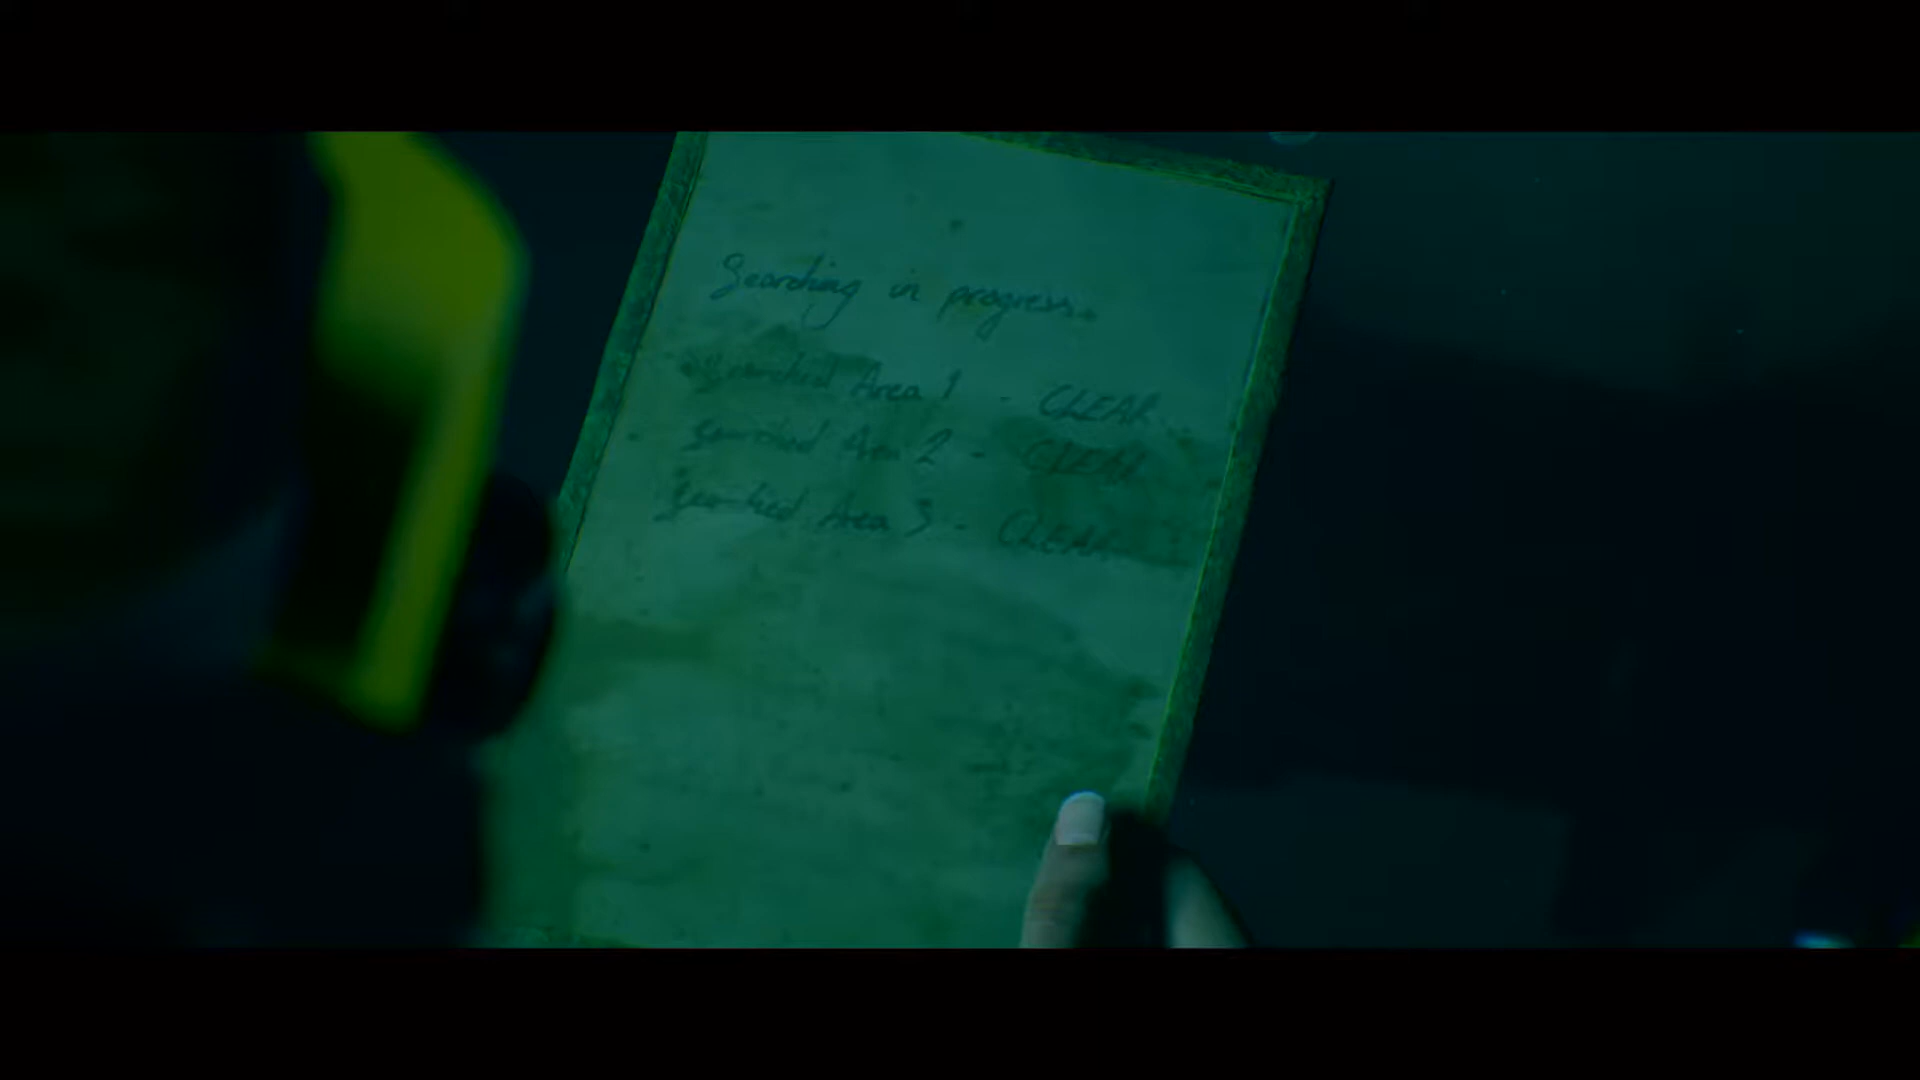 Searching in progress..
Searched Area 1 - CLEAR
Searched Area 2 - CLEAR
Searched Area 3 - CLEAR